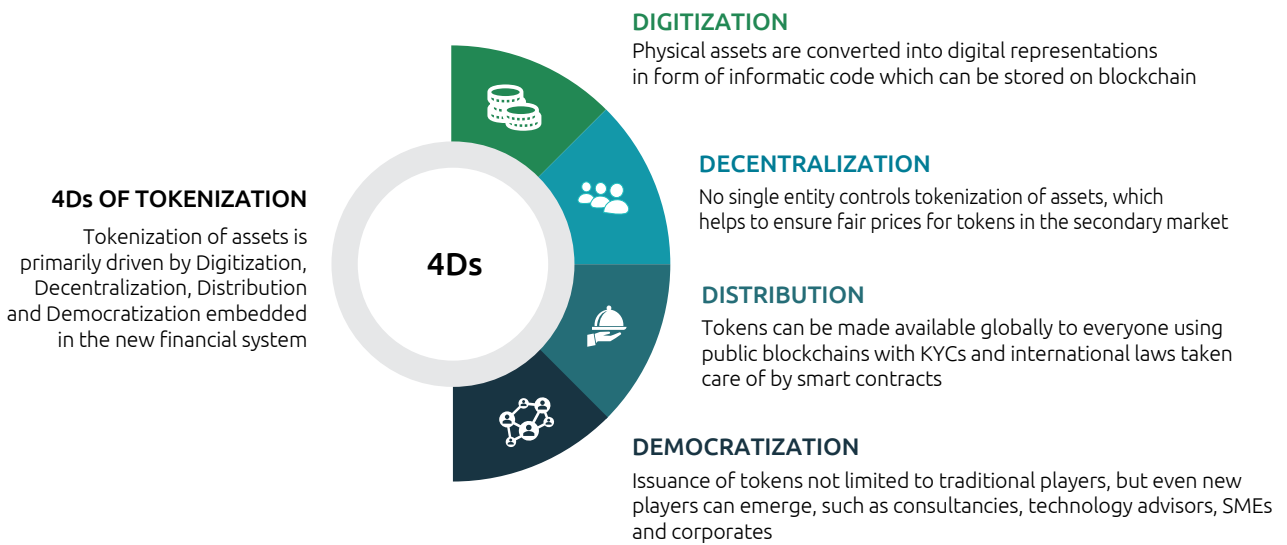 4Ds OF TOKENIZATION
Tokenization of assets is
primarily driven by Digitization,
Decentralization, Distribution
and Democratization embedded
in the new financial system
4Ds
DIGITIZATION
Physical assets are converted into digital representations
in form of informatic code which can be stored on blockchain
DECENTRALIZATION
No single entity controls tokenization of assets, which
helps to ensure fair prices for tokens in the secondary market
DISTRIBUTION
Tokens can be made available globally to everyone using
public blockchains with KYCs and international laws taken
care of by smart contracts
DEMOCRATIZATION
Issuance of tokens not limited to traditional players, but even new
players can emerge, such as consultancies, technology advisors, SMEs
and corporates